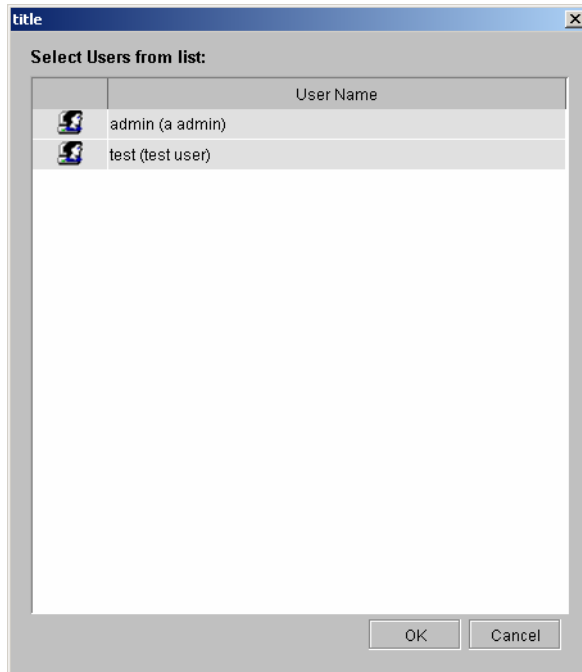 title
Select Users from list:
User Name
admin (a admin)
test (test user)
OK Cancel